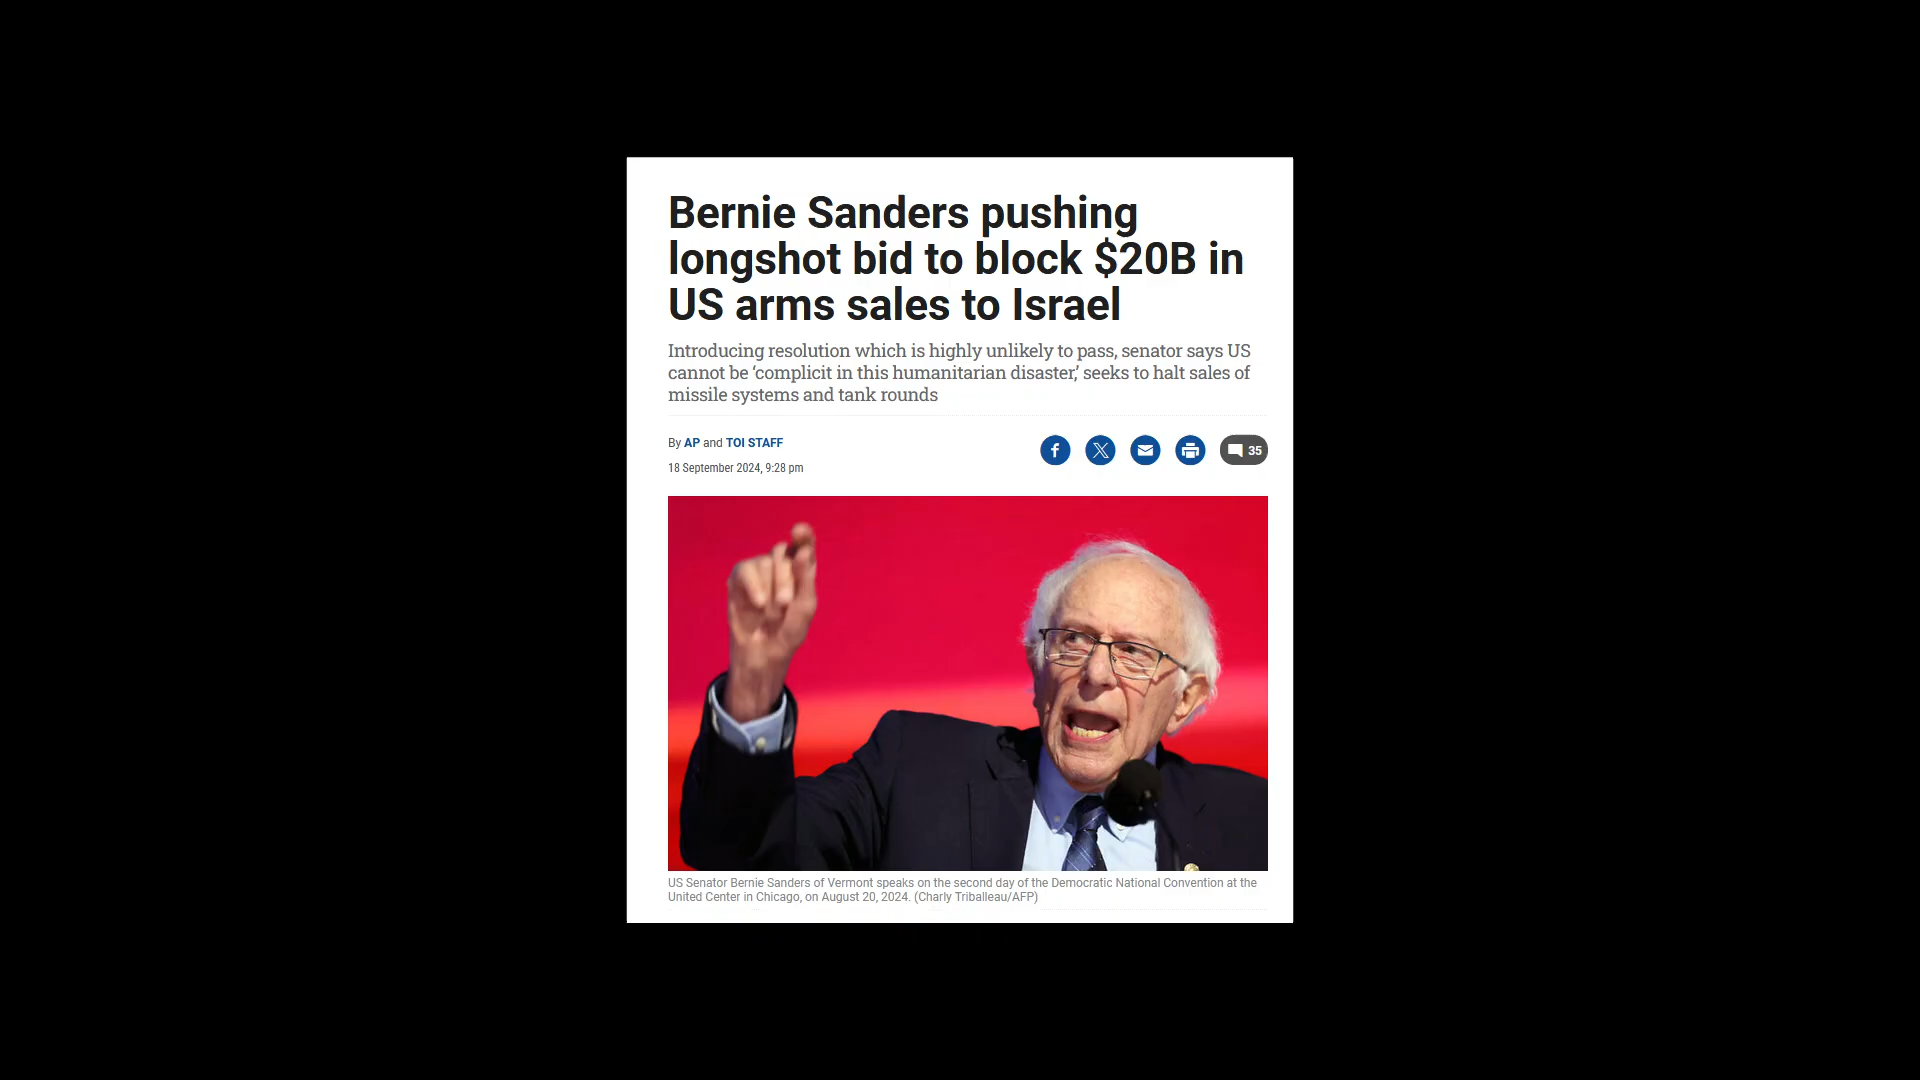 Bernie Sanders pushing
longshot bid to block $20B in
US arms sales to Israel
Introducing resolution which is highly unlikely to pass, senator says US
cannot be ‘complicit in this humanitarian disaster,’ seeks to halt sales of
missile systems and tank rounds
By AP and TOI STAFF
18 September 2024, 9:28 pm
35
US Senator Bernie Sanders of Vermont speaks on the second day of the Democratic National Convention at the
United Center in Chicago, on August 20, 2024. (Charly Triballeau/AFP)